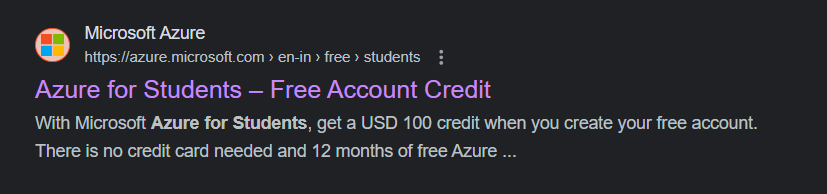 Microsoft Azure
https://azure.microsoft.com › en-in › free › students
Azure for Students – Free Account Credit
With Microsoft Azure for Students, get a USD 100 credit when you create your free account.
There is no credit card needed and 12 months of free Azure ...